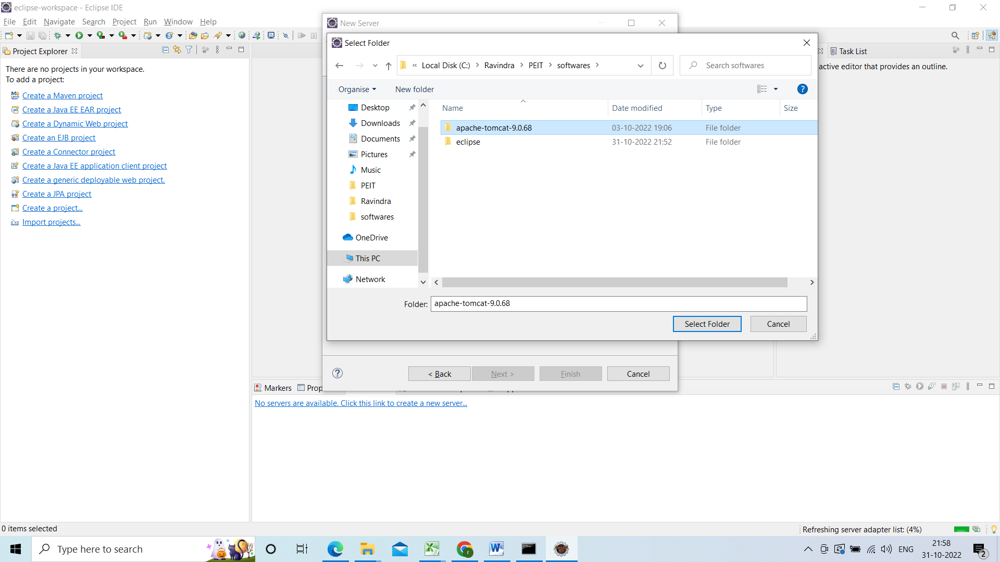 eclipse-workspace - Eclipse IDE
File Edit Navigate Search Project Run Window Help
Project Explorer
There are no projects in your workspace.
To add a project:
Create a Maven project
Create a Java EE EAR project
Create a Dynamic Web project
Create an EJB project
Create a Connector project
Create a Java EE application client project
Create a generic deployable web project.
Create a JPA project
Create a project...
Import projects...
New Server
Select Folder
« Local Disk (C:) > Ravindra > PEIT > softwares >
Search softwares
Organise
New folder
?
Desktop
Downloads
Documents
Pictures
Music
PEIT
Ravindra
softwares
OneDrive
This PC
Network
Name Date modified Type Size
apache-tomcat-9.0.68 03-10-2022 19:06 File folder
eclipse 31-10-2022 21:52 File folder
Folder: apache-tomcat-9.0.68
Select Folder Cancel
? < Back Next > Finish Cancel
Task List
active editor that provides an outline.
Markers Prop
No servers are available. Click this link to create a new server...
0 items selected
Refreshing server adapter list: (4%)
Type here to search
ENG
21:58
31-10-2022
2